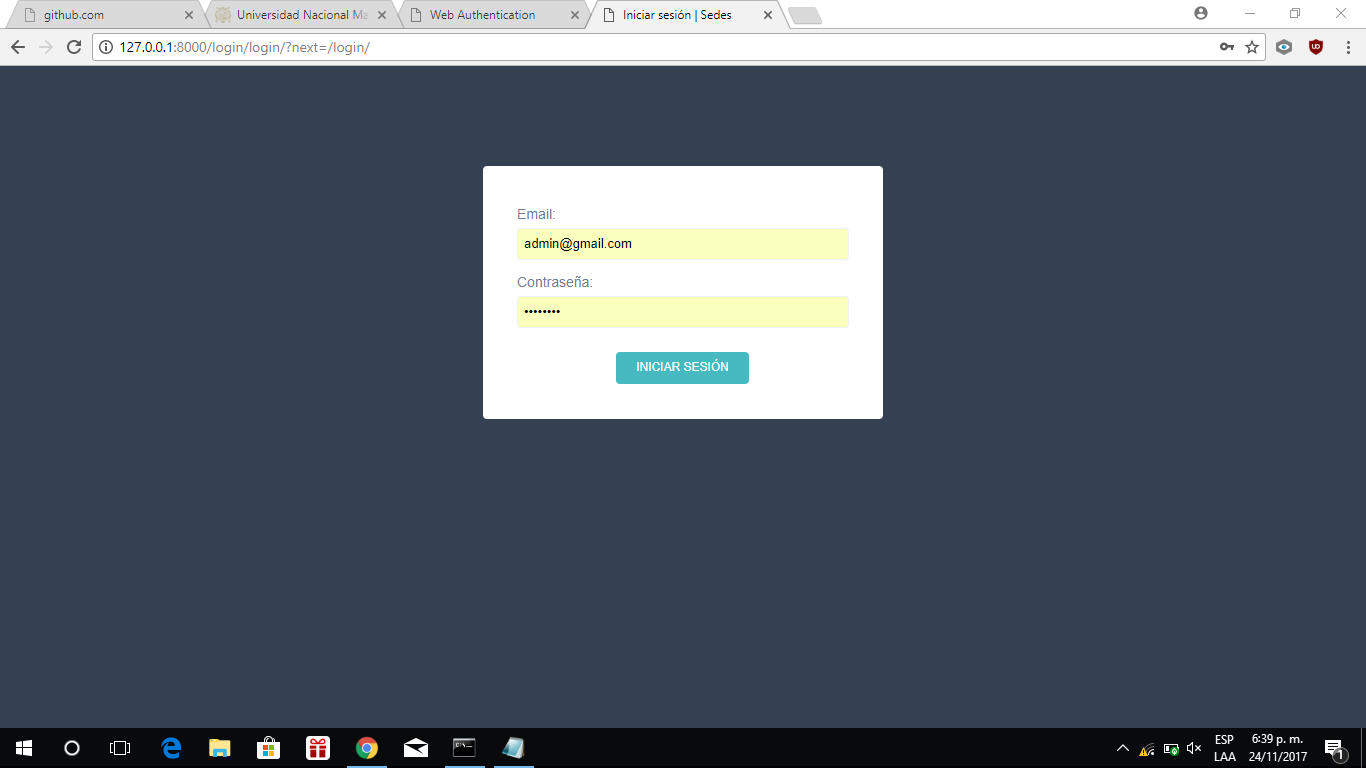 github.com
Universidad Nacional Ma
Web Authentication
Iniciar sesión | Sedes
127.0.0.1:8000/login/login/?next=/login/
Email:
admin@gmail.com
Contraseña:
••••••••
INICIAR SESIÓN
ESP
LAA
6:39 p. m.
24/11/2017
1